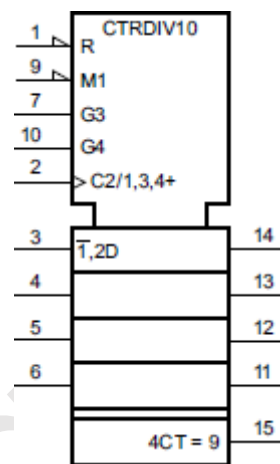 CTRDIV10
1 R
9 M1
7 G3
10 G4
2 C2/1,3,4+
3 1̅,2D 14
4 13
5 12
6 11
4CT = 9 15